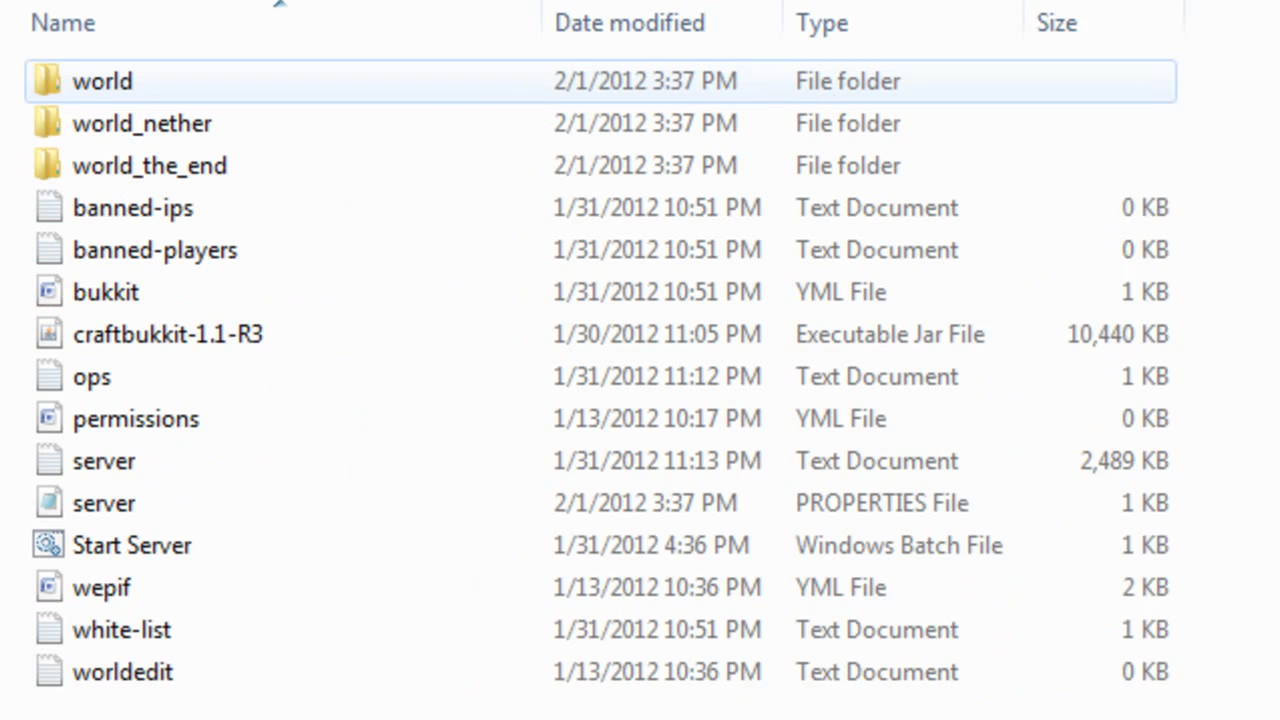 Name Date modified Type Size
world 2/1/2012 3:37 PM File folder
world_nether 2/1/2012 3:37 PM File folder
world_the_end 2/1/2012 3:37 PM File folder
banned-ips 1/31/2012 10:51 PM Text Document 0 KB
banned-players 1/31/2012 10:51 PM Text Document 0 KB
bukkit 1/31/2012 10:51 PM YML File 1 KB
craftbukkit-1.1-R3 1/30/2012 11:05 PM Executable Jar File 10,440 KB
ops 1/31/2012 11:12 PM Text Document 1 KB
permissions 1/13/2012 10:17 PM YML File 0 KB
server 1/31/2012 11:13 PM Text Document 2,489 KB
server 2/1/2012 3:37 PM PROPERTIES File 1 KB
Start Server 1/31/2012 4:36 PM Windows Batch File 1 KB
wepif 1/13/2012 10:36 PM YML File 2 KB
white-list 1/31/2012 10:51 PM Text Document 1 KB
worldedit 1/13/2012 10:36 PM Text Document 0 KB